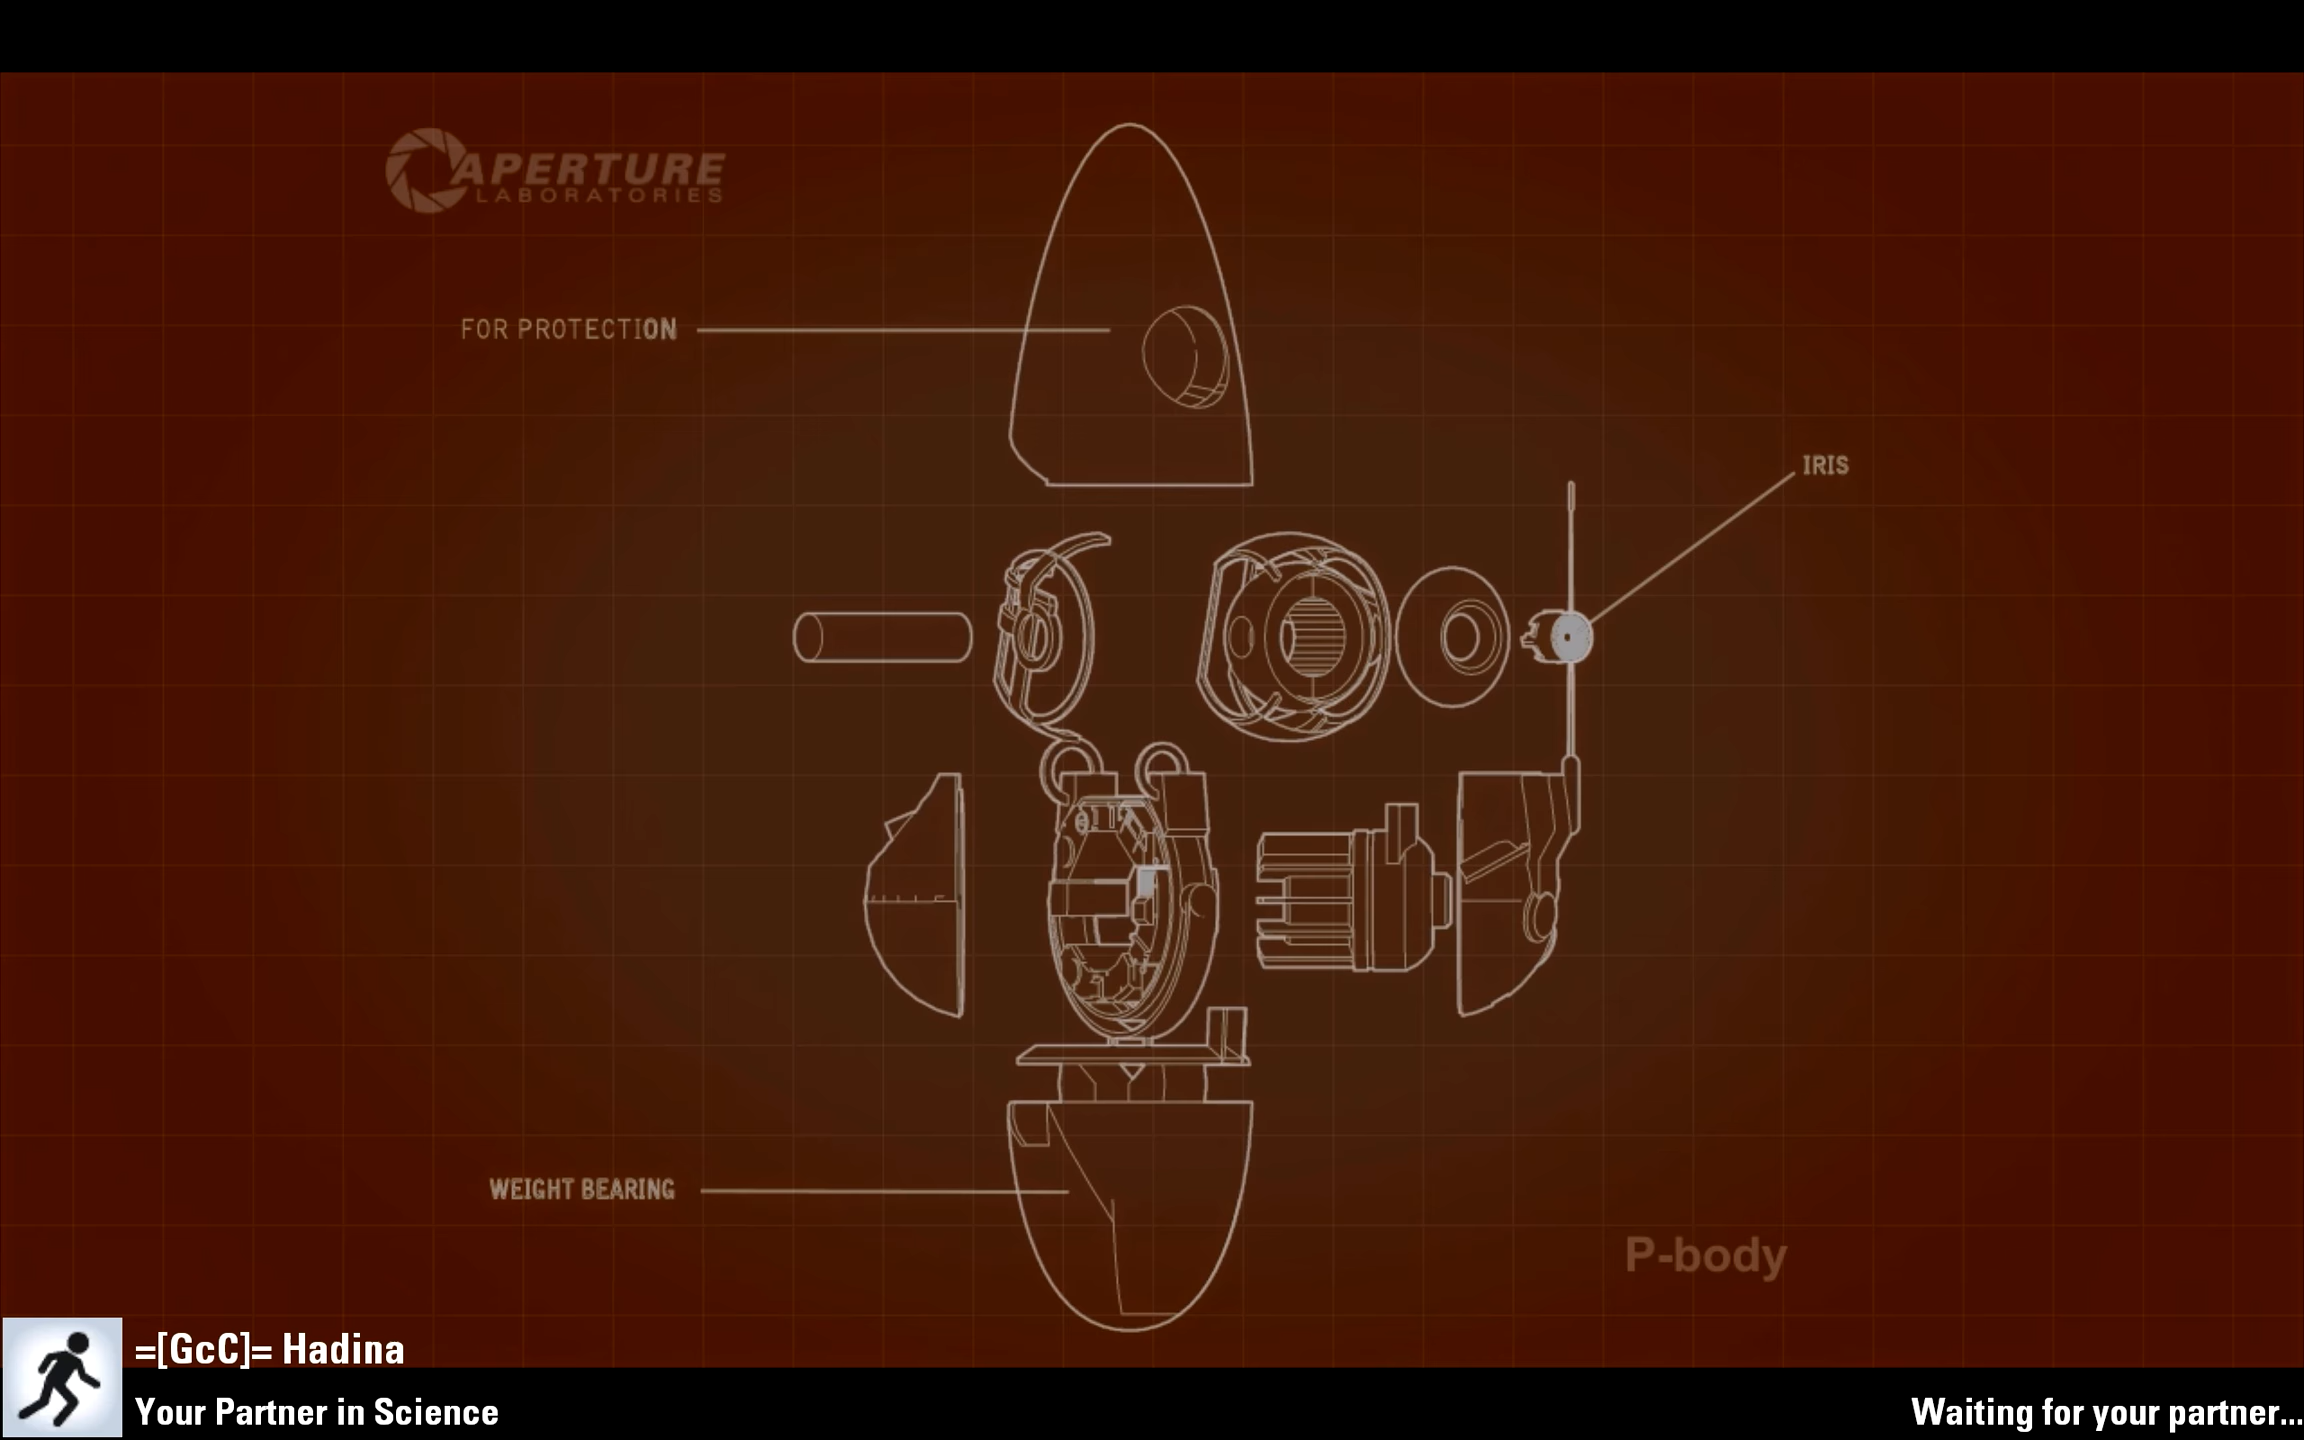 APERTURE
LABORATORIES
FOR PROTECTION
IRIS
WEIGHT BEARING
P-body
=[GcC]= Hadina
Your Partner in Science
Waiting for your partner...